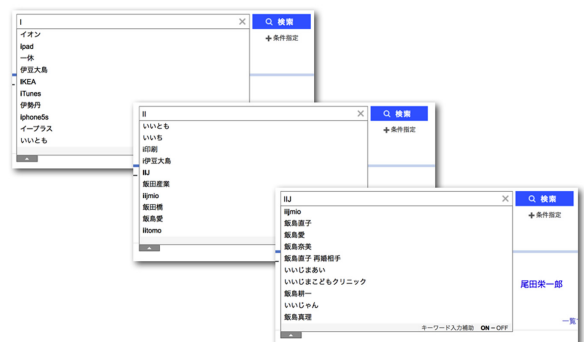 I
検索
＋条件指定
イオン
ipad
一休
伊豆大島
IKEA
iTunes
伊勢丹
iphone5s
イープラス
いいとも
II
検索
＋条件指定
いいとも
いいち
i印刷
i伊豆大島
IIJ
飯田産業
iijmio
飯田橋
飯島愛
iitomo
IIJ
検索
＋条件指定
iijmio
飯島直子
飯島愛
飯島奈美
飯島直子 再婚相手
いいじまあい
いいじまこどもクリニック
飯島耕一
いいじゃん
飯島真理
キーワード入力補助 ON－OFF
尾田栄一郎
一覧